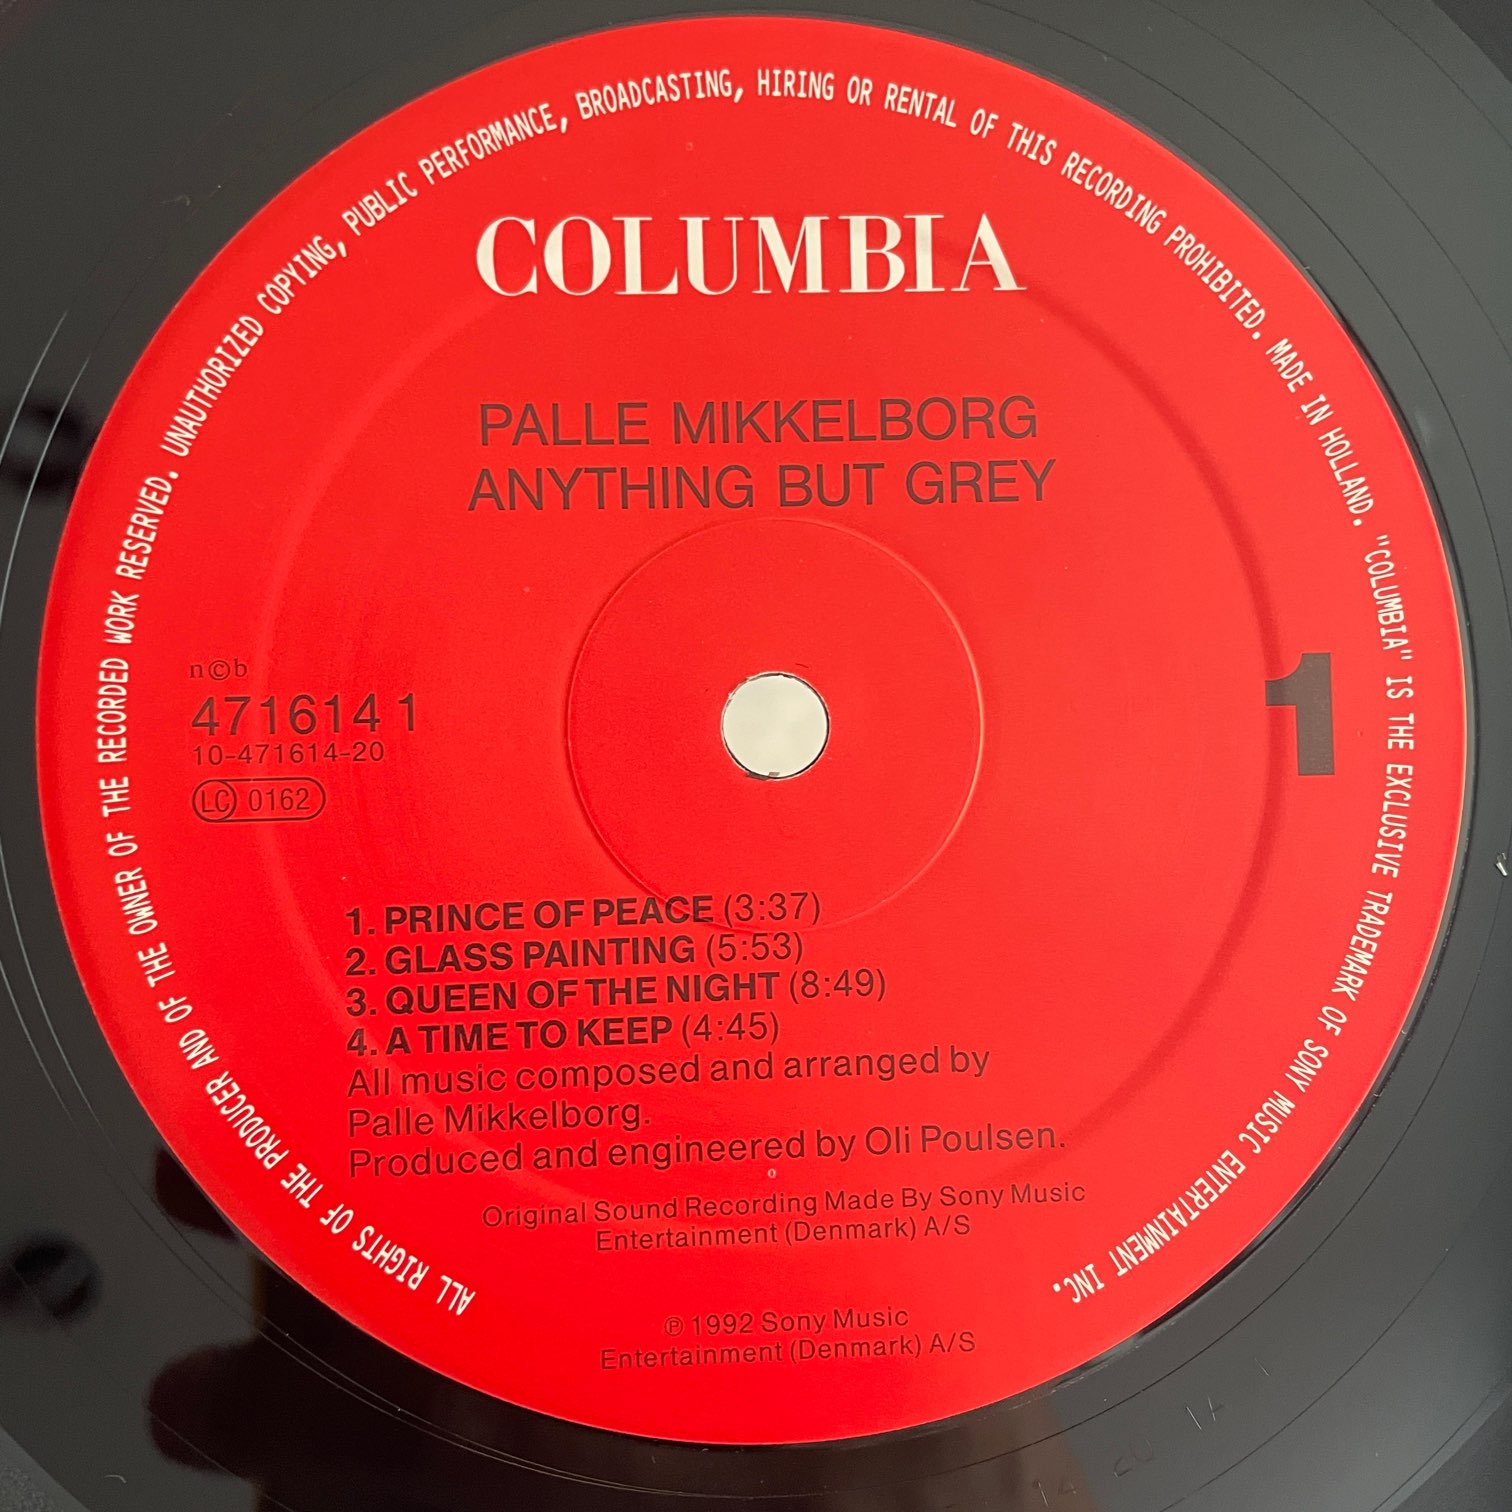 ALL RIGHTS OF THE PRODUCER AND OF THE OWNER OF THE RECORDED WORK RESERVED. UNAUTHORIZED COPYING, PUBLIC PERFORMANCE, BROADCASTING, HIRING OR RENTAL OF THIS RECORDING PROHIBITED. MADE IN HOLLAND. "COLUMBIA" IS THE EXCLUSIVE TRADEMARK OF SONY MUSIC ENTERTAINMENT INC.
COLUMBIA
PALLE MIKKELBORG
ANYTHING BUT GREY
n©b
471614 1
10-471614-20
LC 0162
1
1. PRINCE OF PEACE (3:37)
2. GLASS PAINTING (5:53)
3. QUEEN OF THE NIGHT (8:49)
4. A TIME TO KEEP (4:45)
All music composed and arranged by
Palle Mikkelborg.
Produced and engineered by Oli Poulsen.
Original Sound Recording Made By Sony Music
Entertainment (Denmark) A/S
℗ 1992 Sony Music
Entertainment (Denmark) A/S